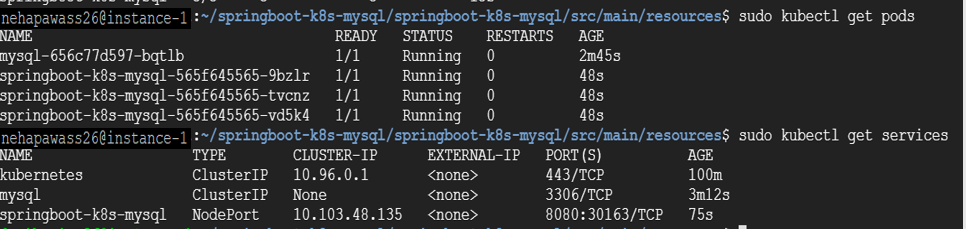 nehapawass26@instance-1:~/springboot-k8s-mysql/springboot-k8s-mysql/src/main/resources$ sudo kubectl get pods
NAME READY STATUS RESTARTS AGE
mysql-656c77d597-bqtlb 1/1 Running 0 2m45s
springboot-k8s-mysql-565f645565-9bzlr 1/1 Running 0 48s
springboot-k8s-mysql-565f645565-tvcnz 1/1 Running 0 48s
springboot-k8s-mysql-565f645565-vd5k4 1/1 Running 0 48s
nehapawass26@instance-1:~/springboot-k8s-mysql/springboot-k8s-mysql/src/main/resources$ sudo kubectl get services
NAME TYPE CLUSTER-IP EXTERNAL-IP PORT(S) AGE
kubernetes ClusterIP 10.96.0.1 <none> 443/TCP 100m
mysql ClusterIP None <none> 3306/TCP 3m12s
springboot-k8s-mysql NodePort 10.103.48.135 <none> 8080:30163/TCP 75s